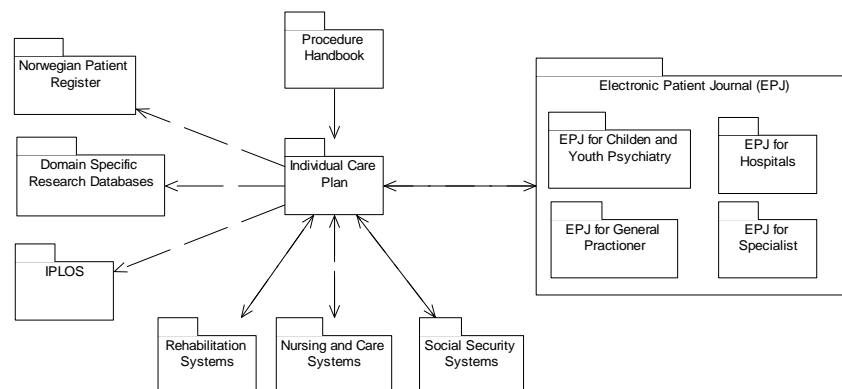 Procedure
Handbook
Norwegian Patient
Register
Electronic Patient Journal (EPJ)
EPJ for Childen and
Youth Psychiatry
EPJ for
Hospitals
Domain Specific
Research Databases
Individual Care
Plan
EPJ for General
Practioner
EPJ for
Specialist
IPLOS
Rehabilitation
Systems
Nursing and Care
Systems
Social Security
Systems